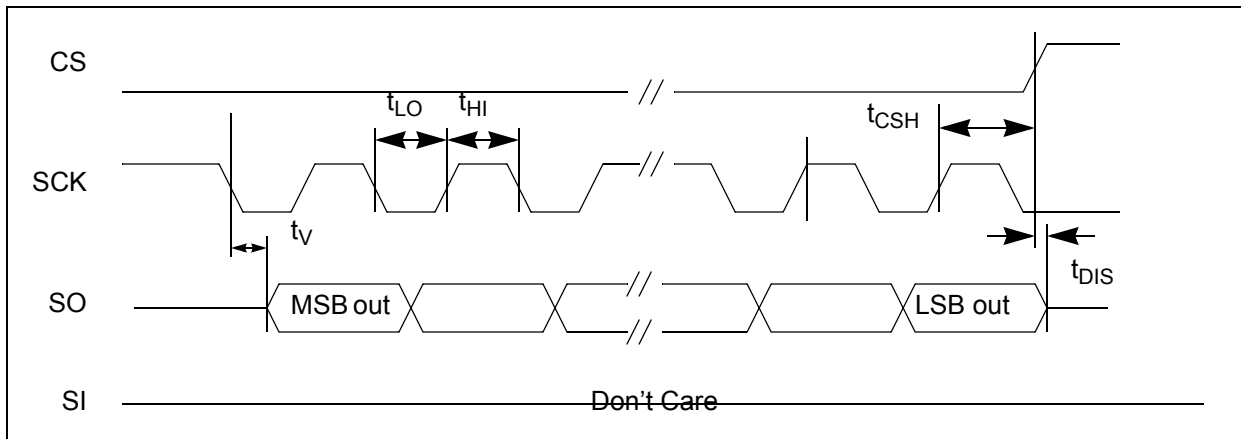 CS
tLO tHI
tCSH
SCK
tV
tDIS
SO MSB out LSB out
SI Don't Care